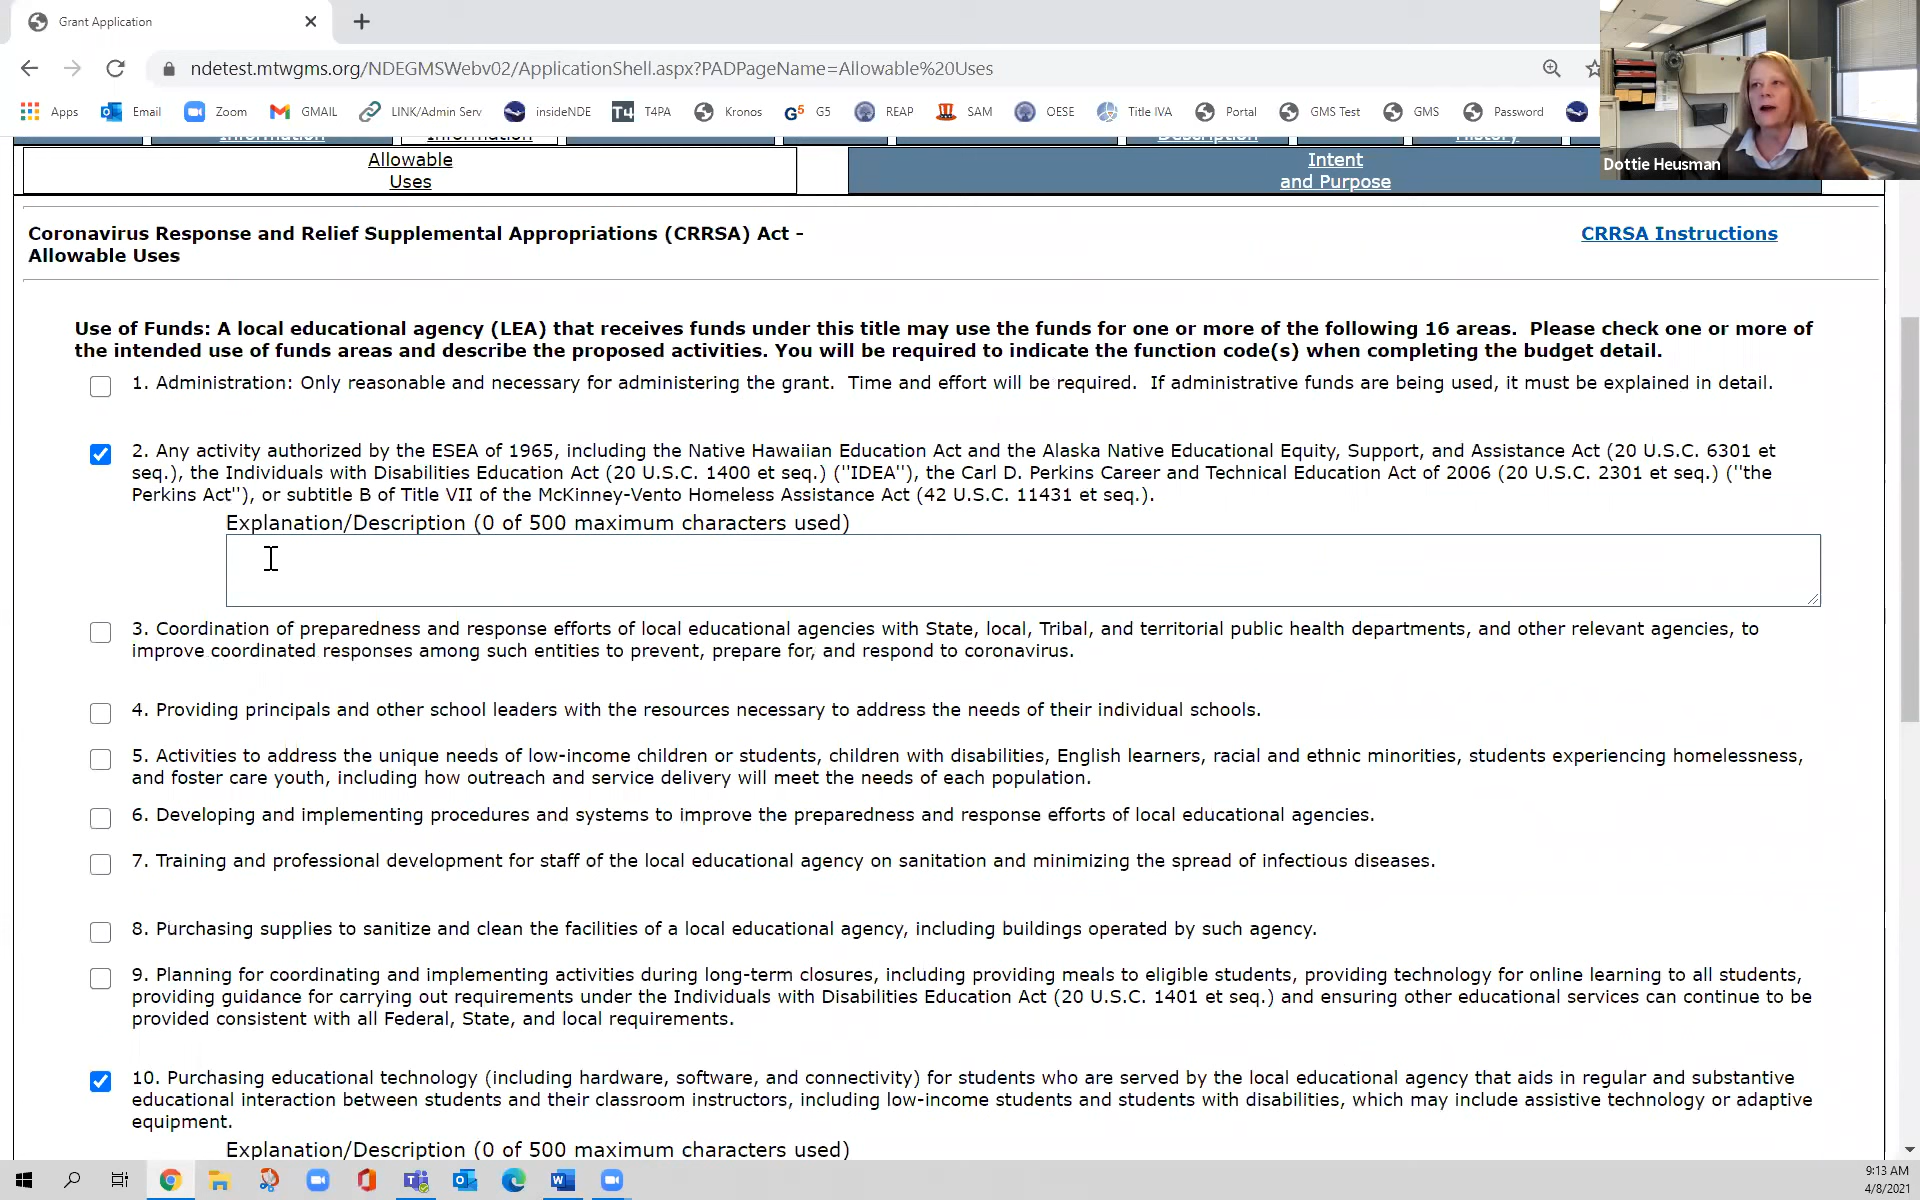 Grant Application
ndetest.mtwgms.org/NDEGMSWebv02/ApplicationShell.aspx?PADPageName=Allowable%20Uses
Apps Email Zoom GMAIL LINK/Admin Serv insideNDE T4 T4PA Kronos G5 G5 REAP SAM OESE Title IVA Portal GMS Test GMS Password
Dottie Heusman
Information Information Description History
Allowable
Uses
Intent
and Purpose
Coronavirus Response and Relief Supplemental Appropriations (CRRSA) Act -
Allowable Uses
CRRSA Instructions
Use of Funds: A local educational agency (LEA) that receives funds under this title may use the funds for one or more of the following 16 areas. Please check one or more of
the intended use of funds areas and describe the proposed activities. You will be required to indicate the function code(s) when completing the budget detail.
1. Administration: Only reasonable and necessary for administering the grant. Time and effort will be required. If administrative funds are being used, it must be explained in detail.
2. Any activity authorized by the ESEA of 1965, including the Native Hawaiian Education Act and the Alaska Native Educational Equity, Support, and Assistance Act (20 U.S.C. 6301 et
seq.), the Individuals with Disabilities Education Act (20 U.S.C. 1400 et seq.) (''IDEA''), the Carl D. Perkins Career and Technical Education Act of 2006 (20 U.S.C. 2301 et seq.) (''the
Perkins Act''), or subtitle B of Title VII of the McKinney-Vento Homeless Assistance Act (42 U.S.C. 11431 et seq.).
Explanation/Description (0 of 500 maximum characters used)
3. Coordination of preparedness and response efforts of local educational agencies with State, local, Tribal, and territorial public health departments, and other relevant agencies, to
improve coordinated responses among such entities to prevent, prepare for, and respond to coronavirus.
4. Providing principals and other school leaders with the resources necessary to address the needs of their individual schools.
5. Activities to address the unique needs of low-income children or students, children with disabilities, English learners, racial and ethnic minorities, students experiencing homelessness,
and foster care youth, including how outreach and service delivery will meet the needs of each population.
6. Developing and implementing procedures and systems to improve the preparedness and response efforts of local educational agencies.
7. Training and professional development for staff of the local educational agency on sanitation and minimizing the spread of infectious diseases.
8. Purchasing supplies to sanitize and clean the facilities of a local educational agency, including buildings operated by such agency.
9. Planning for coordinating and implementing activities during long-term closures, including providing meals to eligible students, providing technology for online learning to all students,
providing guidance for carrying out requirements under the Individuals with Disabilities Education Act (20 U.S.C. 1401 et seq.) and ensuring other educational services can continue to be
provided consistent with all Federal, State, and local requirements.
10. Purchasing educational technology (including hardware, software, and connectivity) for students who are served by the local educational agency that aids in regular and substantive
educational interaction between students and their classroom instructors, including low-income students and students with disabilities, which may include assistive technology or adaptive
equipment.
Explanation/Description (0 of 500 maximum characters used)
9:13 AM
4/8/2021